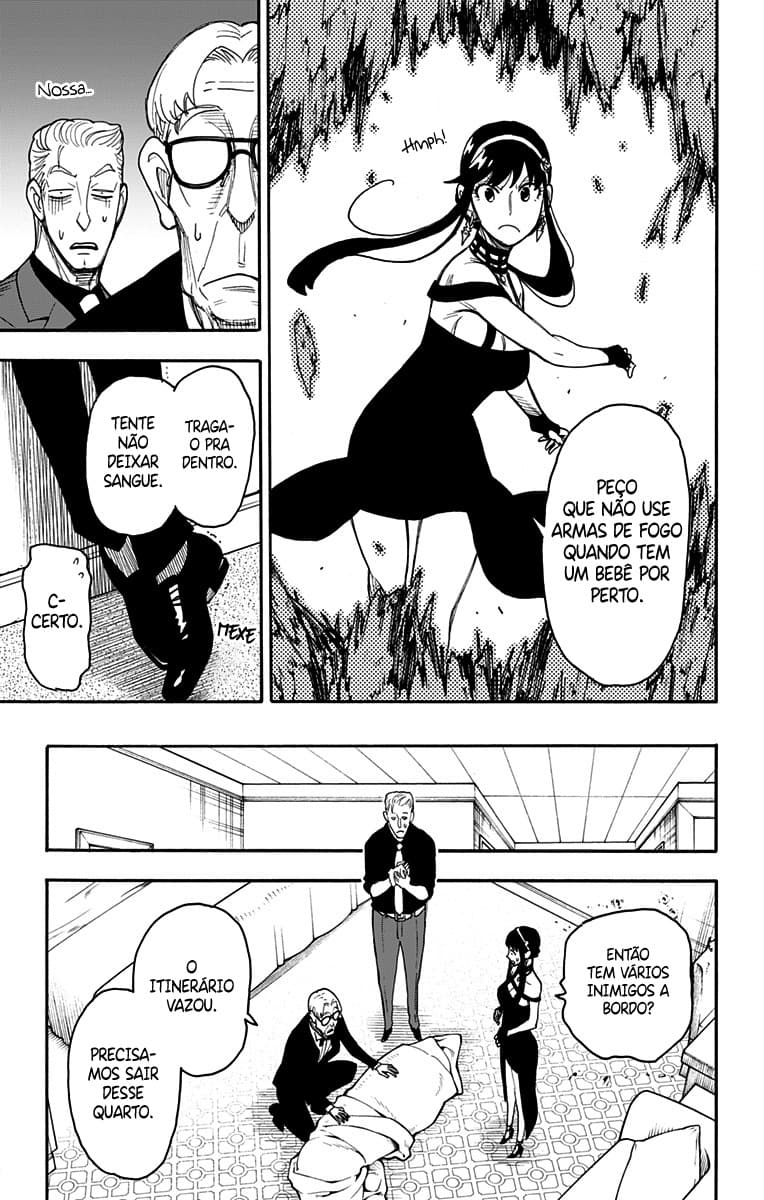 Hmph!
PEÇO
QUE NÃO USE
ARMAS DE FOGO
QUANDO TEM
UM BEBÊ POR
PERTO.
Nossa...
TRAGA-
O PRA
DENTRO.
TENTE
NÃO
DEIXAR
SANGUE.
C-
CERTO.
MEXE
ENTÃO
TEM VÁRIOS
INIMIGOS A
BORDO?
O
ITINERÁRIO
VAZOU.
PRECISA-
MOS SAIR
DESSE
QUARTO.